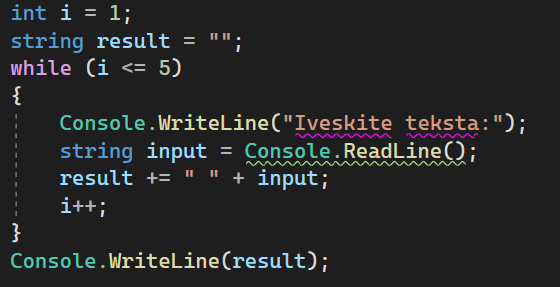 int i = 1;
string result = "";
while (i <= 5)
{
    Console.WriteLine("Iveskite teksta:");
    string input = Console.ReadLine();
    result += " " + input;
    i++;
}
Console.WriteLine(result);